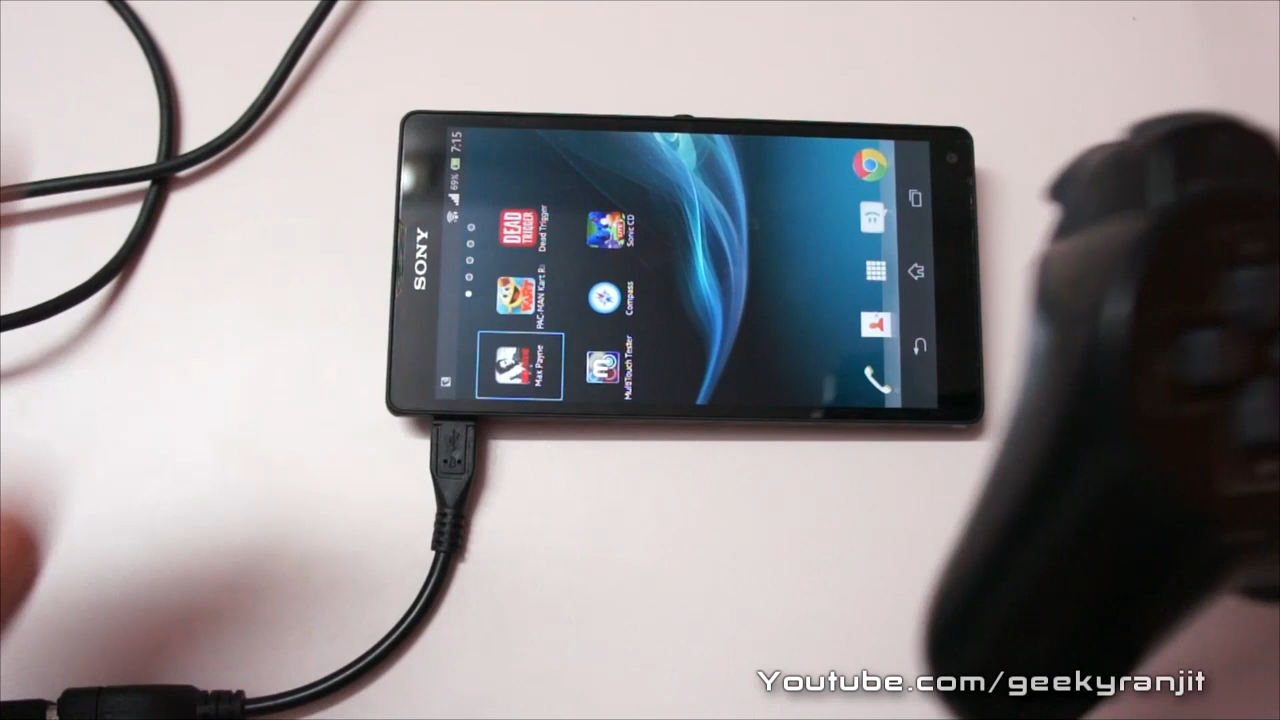 SONY
69% 7:15
DEAD TRIGGER
Dead Trigger
Sonic CD
KART
PAC-MAN Kart R
Compass
Max Payne
m
MultiTouch Tester
Youtube.com/geekyranjit